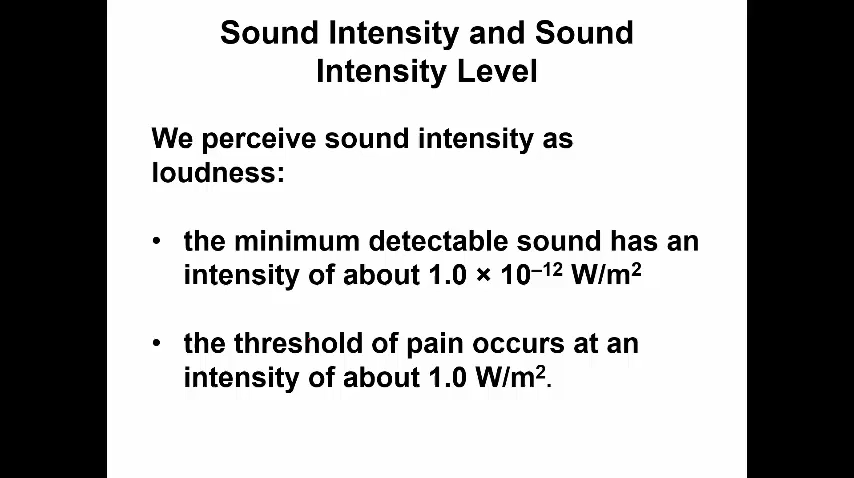 Sound Intensity and Sound
Intensity Level
We perceive sound intensity as
loudness:
• the minimum detectable sound has an
intensity of about 1.0 × 10⁻¹² W/m²
• the threshold of pain occurs at an
intensity of about 1.0 W/m².